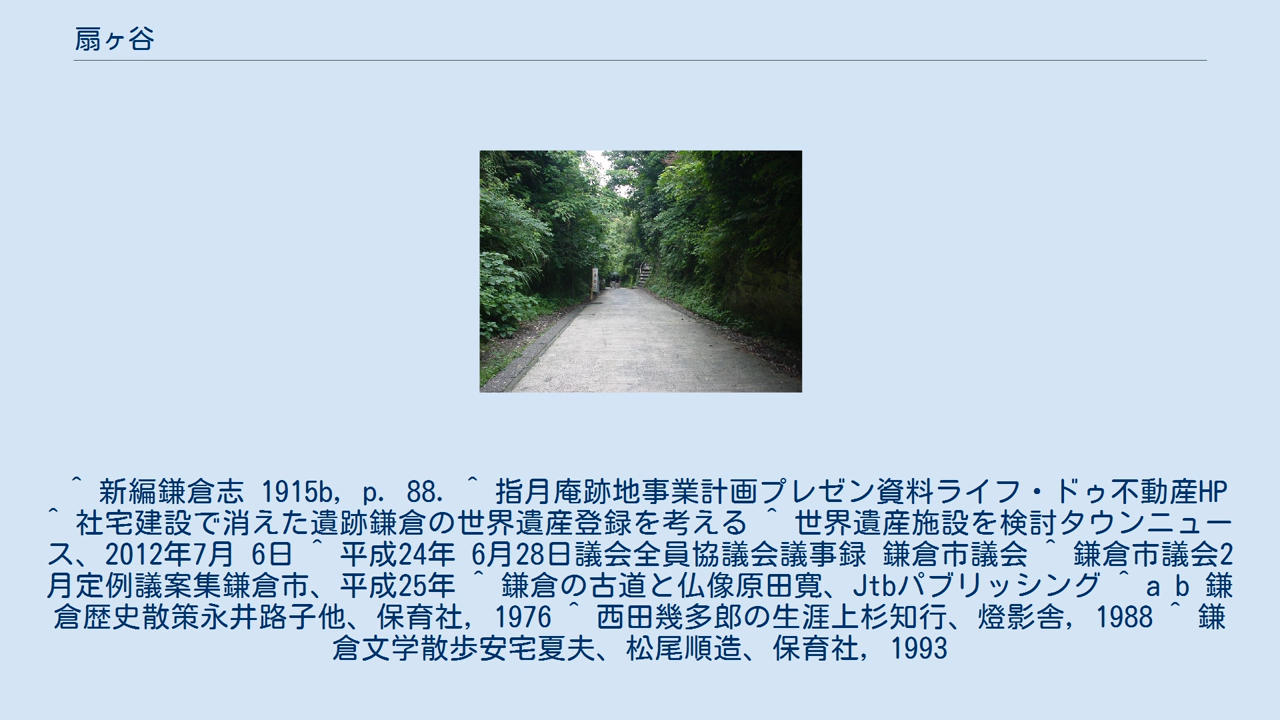 扇ヶ谷
^ 新編鎌倉志 1915b, p. 88. ^ 指月庵跡地事業計画プレゼン資料ライフ・ドゥ不動産HP
^ 社宅建設で消えた遺跡鎌倉の世界遺産登録を考える ^ 世界遺産施設を検討タウンニュー
ス、2012年7月 6日 ^ 平成24年 6月28日議会全員協議会議事録 鎌倉市議会 ^ 鎌倉市議会2
月定例議案集鎌倉市、平成25年 ^ 鎌倉の古道と仏像原田寛、Jtbパブリッシング ^ a b 鎌
倉歴史散策永井路子他、保育社, 1976 ^ 西田幾多郎の生涯上杉知行、燈影舎, 1988 ^ 鎌
倉文学散歩安宅夏夫、松尾順造、保育社, 1993